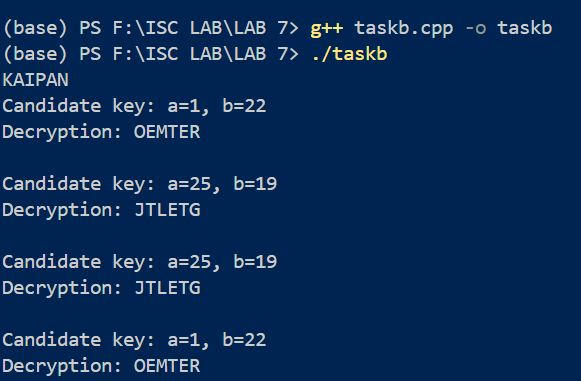 (base) PS F:\ISC LAB\LAB 7> g++ taskb.cpp -o taskb
(base) PS F:\ISC LAB\LAB 7> ./taskb
KAIPAN
Candidate key: a=1, b=22
Decryption: OEMTER
Candidate key: a=25, b=19
Decryption: JTLETG
Candidate key: a=25, b=19
Decryption: JTLETG
Candidate key: a=1, b=22
Decryption: OEMTER